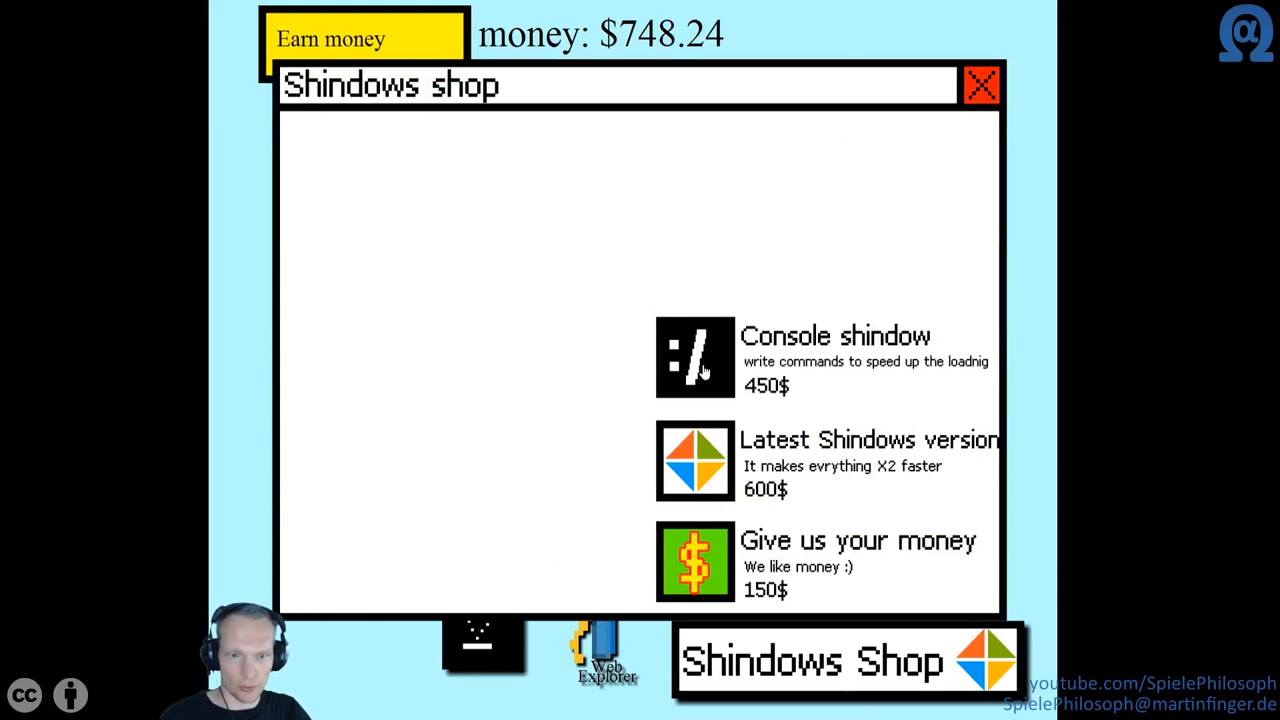 Earn money
money: $748.24
Shindows shop
:/
Console shindow
write commands to speed up the loadnig
450$
Latest Shindows version
It makes evrything X2 faster
600$
$
Give us your money
We like money :)
150$
Web
Explorer
Shindows Shop
@
cc
youtube.com/SpielePhilosoph
SpielePhilosoph@martinfinger.de